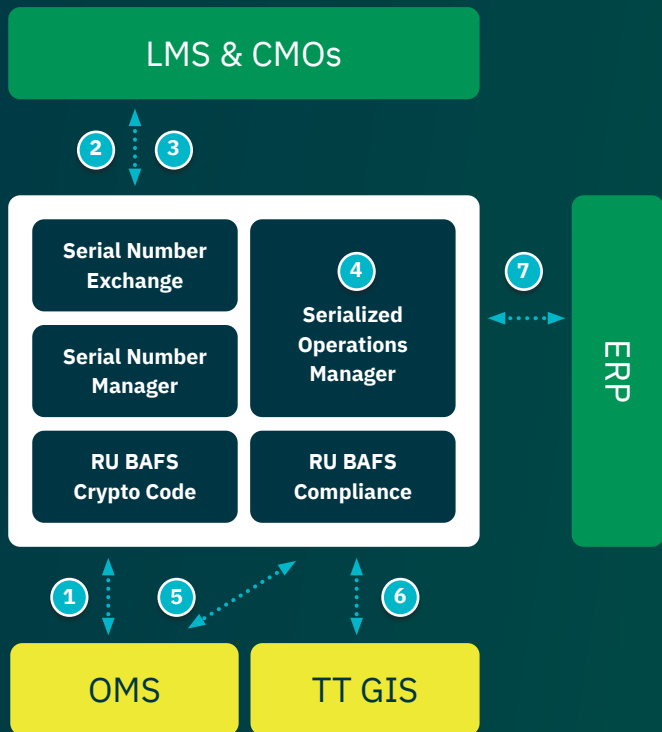 LMS & CMOs
2
3
Serial Number
Exchange
4
Serialized
Operations
Manager
7
ERP
Serial Number
Manager
RU BAFS
Crypto Code
RU BAFS
Compliance
1
5
6
OMS
TT GIS